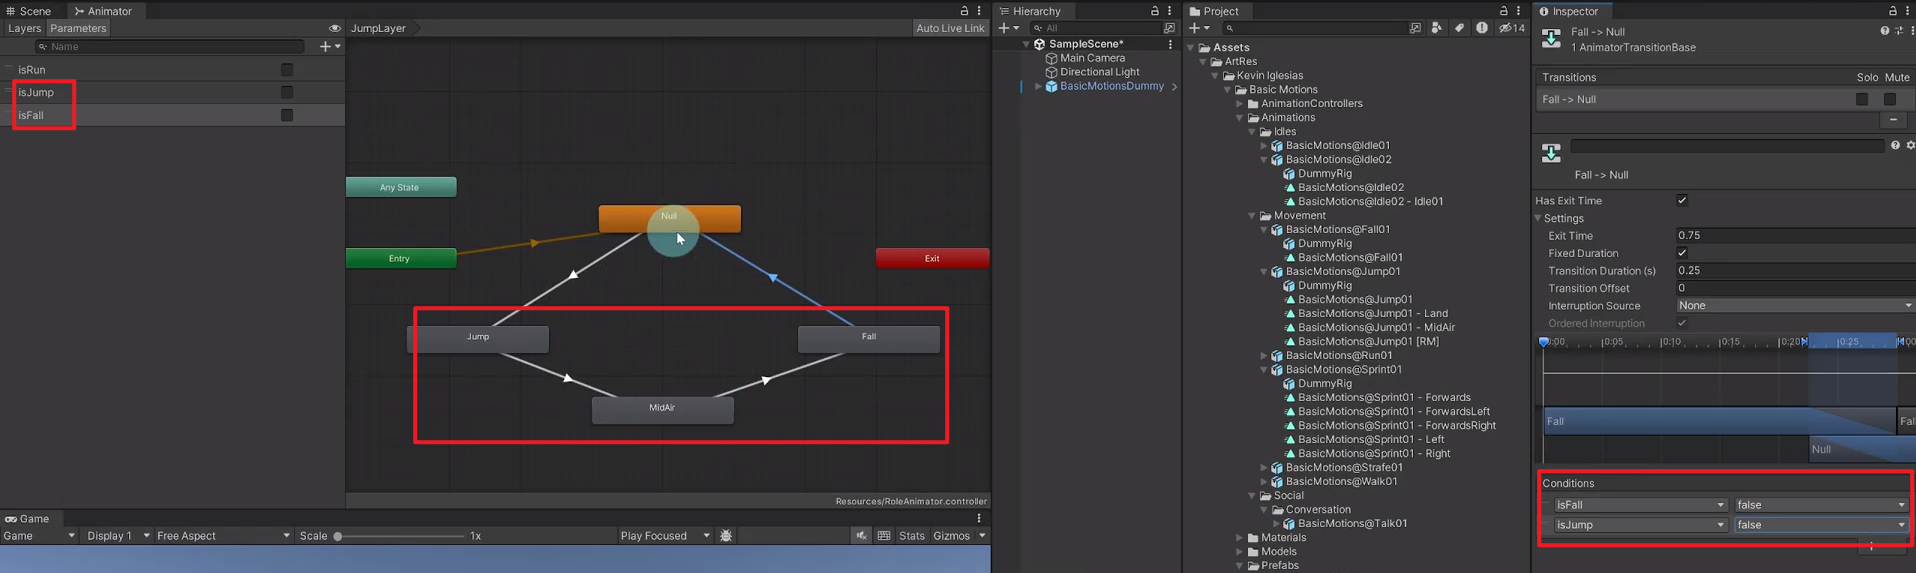 Scene
Animator
Layers
Parameters
JumpLayer
Auto Live Link
Name
isRun
isJump
isFall
Any State
Entry
Null
Exit
Jump
Fall
MidAir
Resources/RoleAnimator.controller
Game
Game
Display 1
Free Aspect
Scale
1x
Play Focused
Stats
Gizmos
Hierarchy
All
SampleScene*
Main Camera
Directional Light
BasicMotionsDummy
Project
14
Assets
ArtRes
Kevin Iglesias
Basic Motions
AnimationControllers
Animations
Idles
BasicMotions@Idle01
BasicMotions@Idle02
DummyRig
BasicMotions@Idle02
BasicMotions@Idle02 - Idle01
Movement
BasicMotions@Fall01
DummyRig
BasicMotions@Fall01
BasicMotions@Jump01
DummyRig
BasicMotions@Jump01
BasicMotions@Jump01 - Land
BasicMotions@Jump01 - MidAir
BasicMotions@Jump01 [RM]
BasicMotions@Run01
BasicMotions@Sprint01
DummyRig
BasicMotions@Sprint01 - Forwards
BasicMotions@Sprint01 - ForwardsLeft
BasicMotions@Sprint01 - ForwardsRight
BasicMotions@Sprint01 - Left
BasicMotions@Sprint01 - Right
BasicMotions@Strafe01
BasicMotions@Walk01
Social
Conversation
BasicMotions@Talk01
Materials
Models
Prefabs
Inspector
Fall -> Null
1 AnimatorTransitionBase
Transitions
Solo
Mute
Fall -> Null
Fall -> Null
Has Exit Time
Settings
Exit Time
0.75
Fixed Duration
Transition Duration (s)
0.25
Transition Offset
0
Interruption Source
None
Ordered Interruption
0:00
0:05
0:10
0:15
0:20
0:25
Fall
Null
Conditions
isFall
false
isJump
false